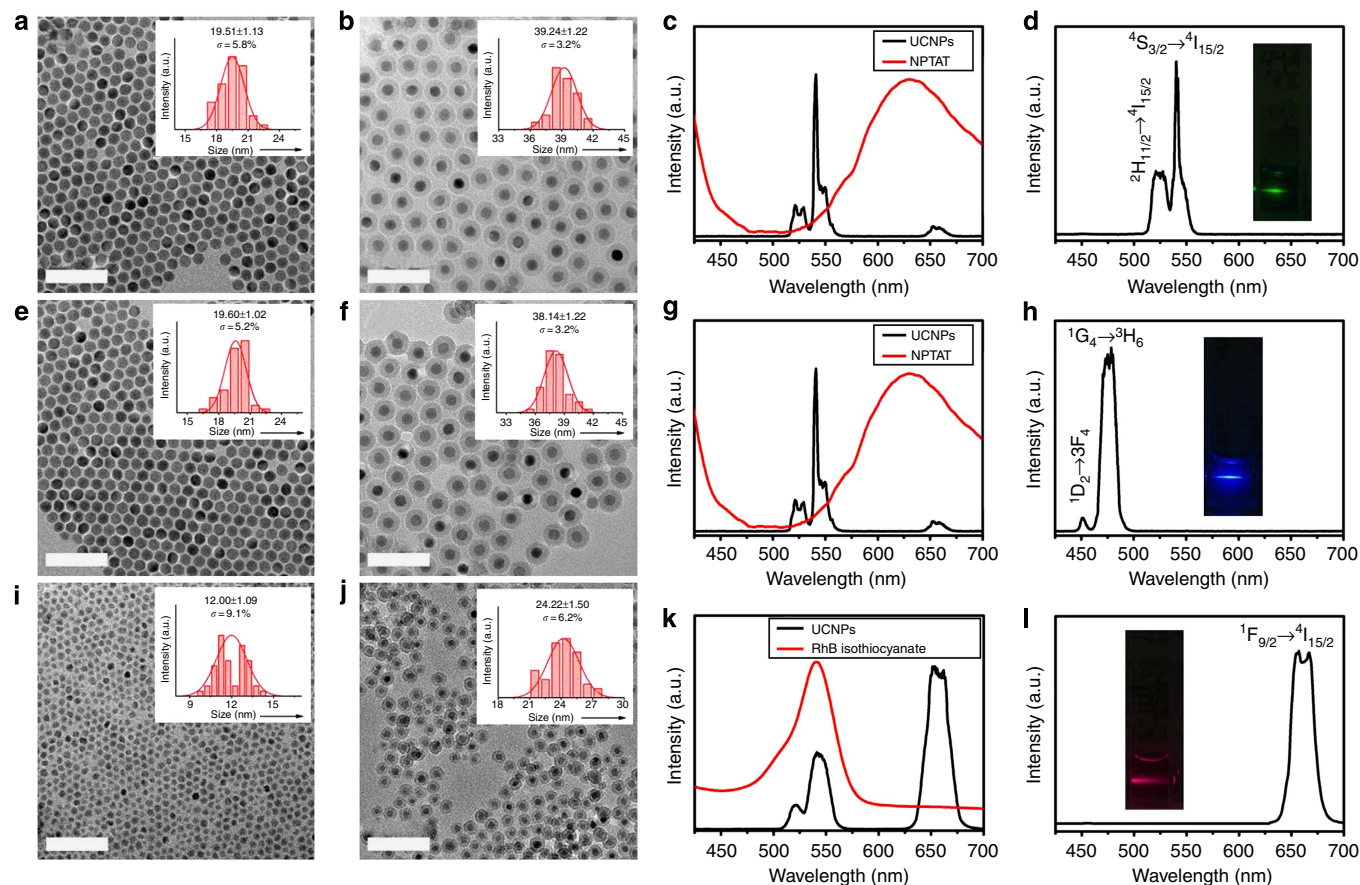 a
19.51±1.13
σ = 5.8%
Intensity (a.u.)
15 18 21 24
Size (nm)
b
39.24±1.22
σ = 3.2%
Intensity (a.u.)
33 36 39 42 45
Size (nm)
c
UCNPs
NPTAT
Intensity (a.u.)
450 500 550 600 650 700
Wavelength (nm)
d
⁴S₃/₂→⁴I₁₅/₂
²H₁₁/₂→⁴I₁₅/₂
Intensity (a.u.)
450 500 550 600 650 700
Wavelength (nm)
e
19.60±1.02
σ = 5.2%
Intensity (a.u.)
15 18 21 24
Size (nm)
f
38.14±1.22
σ = 3.2%
Intensity (a.u.)
33 36 39 42 45
Size (nm)
g
UCNPs
NPTAT
Intensity (a.u.)
450 500 550 600 650 700
Wavelength (nm)
h
¹G₄→³H₆
¹D₂→3F₄
Intensity (a.u.)
450 500 550 600 650 700
Wavelength (nm)
i
12.00±1.09
σ = 9.1%
Intensity (a.u.)
9 12 15
Size (nm)
j
24.22±1.50
σ = 6.2%
Intensity (a.u.)
18 21 24 27 30
Size (nm)
k
UCNPs
RhB isothiocyanate
Intensity (a.u.)
450 500 550 600 650 700
Wavelength (nm)
l
¹F₉/₂→⁴I₁₅/₂
Intensity (a.u.)
450 500 550 600 650 700
Wavelength (nm)